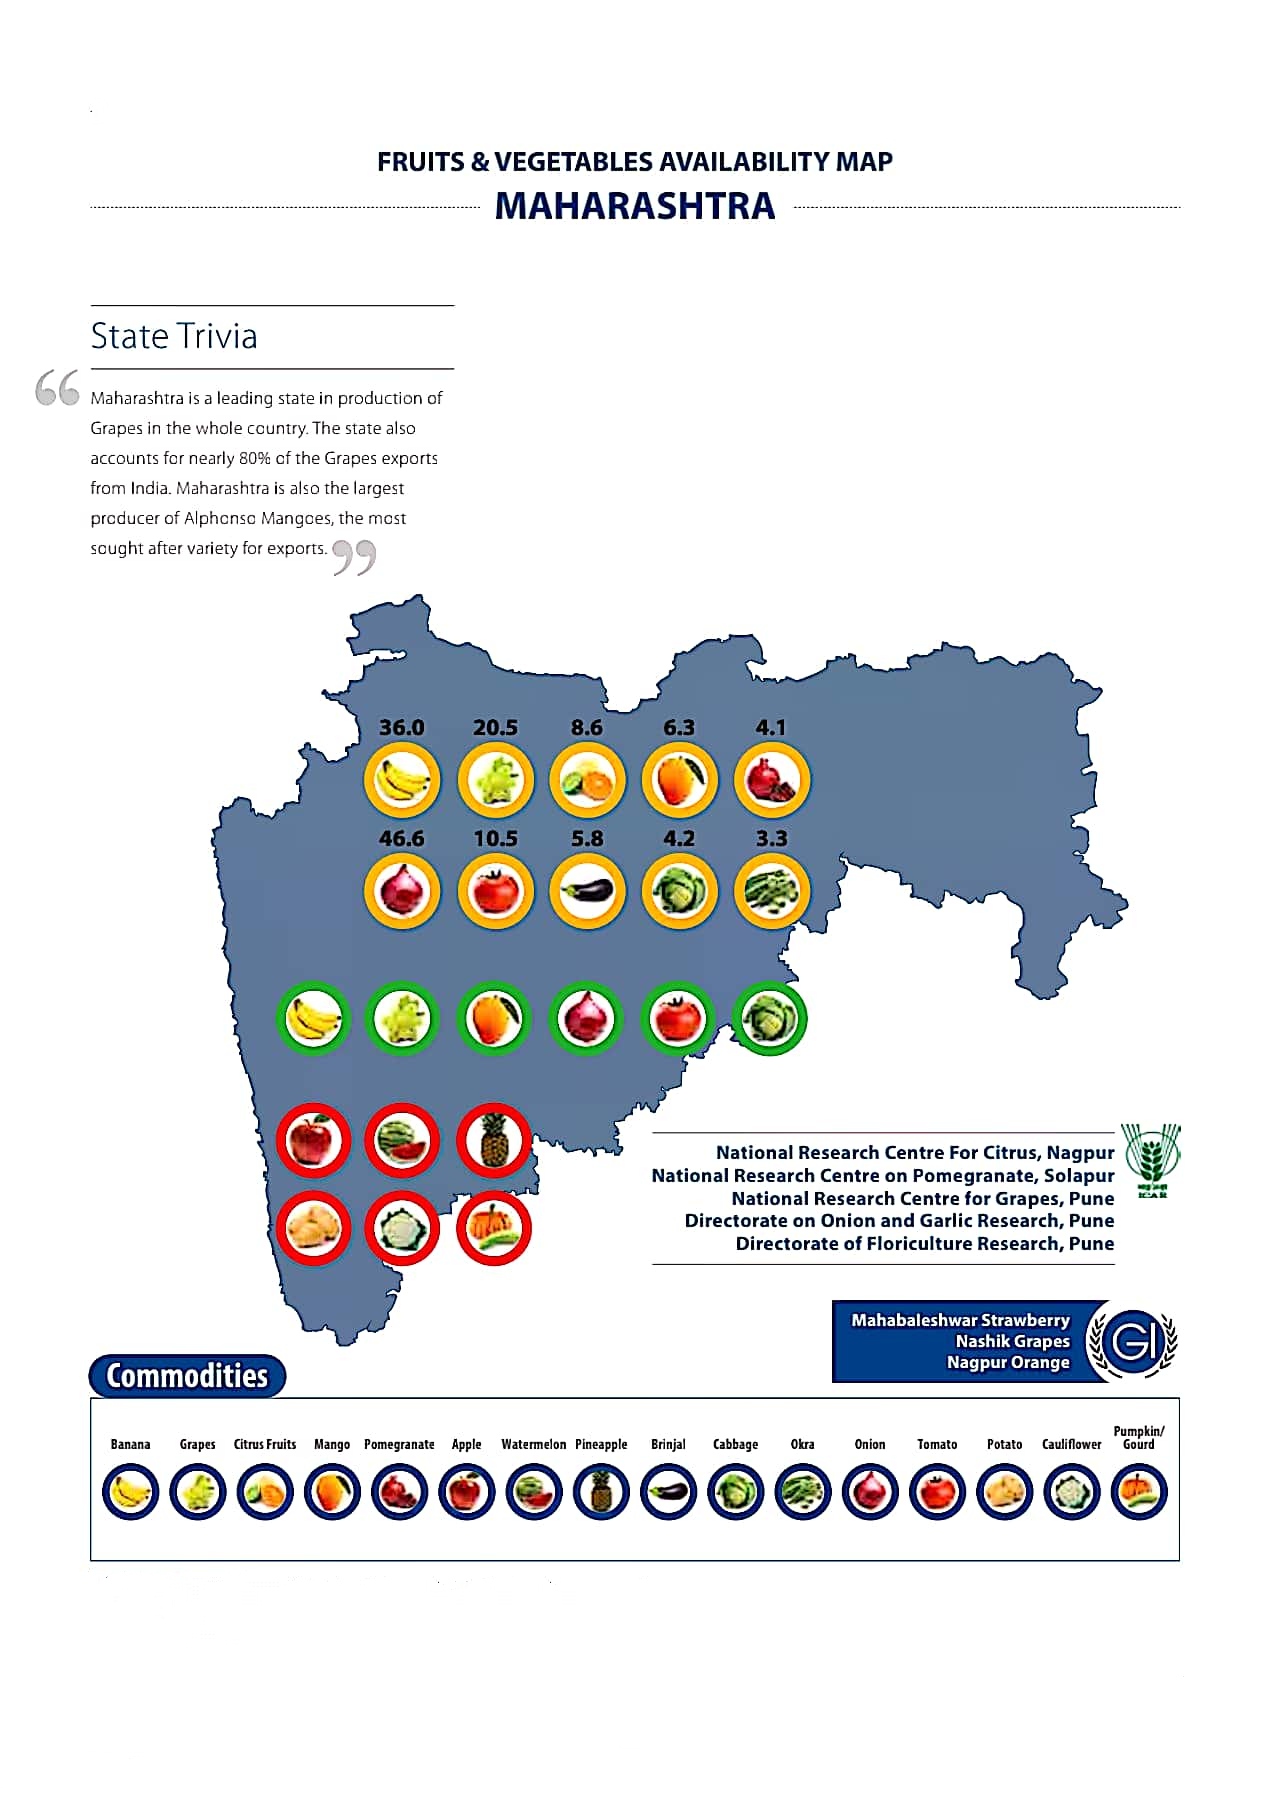 FRUITS & VEGETABLES AVAILABILITY MAP
MAHARASHTRA
State Trivia
“
Maharashtra is a leading state in production of
Grapes in the whole country. The state also
accounts for nearly 80% of the Grapes exports
from India. Maharashtra is also the largest
producer of Alphonso Mangoes, the most
sought after variety for exports. ”
36.0 20.5 8.6 6.3 4.1
46.6 10.5 5.8 4.2 3.3
National Research Centre For Citrus, Nagpur
National Research Centre on Pomegranate, Solapur
National Research Centre for Grapes, Pune
Directorate on Onion and Garlic Research, Pune
Directorate of Floriculture Research, Pune
ICAR
Mahabaleshwar Strawberry
Nashik Grapes
Nagpur Orange
GI
Commodities
Banana Grapes Citrus Fruits Mango Pomegranate Apple Watermelon Pineapple Brinjal Cabbage Okra Onion Tomato Potato Cauliflower Pumpkin/
Gourd